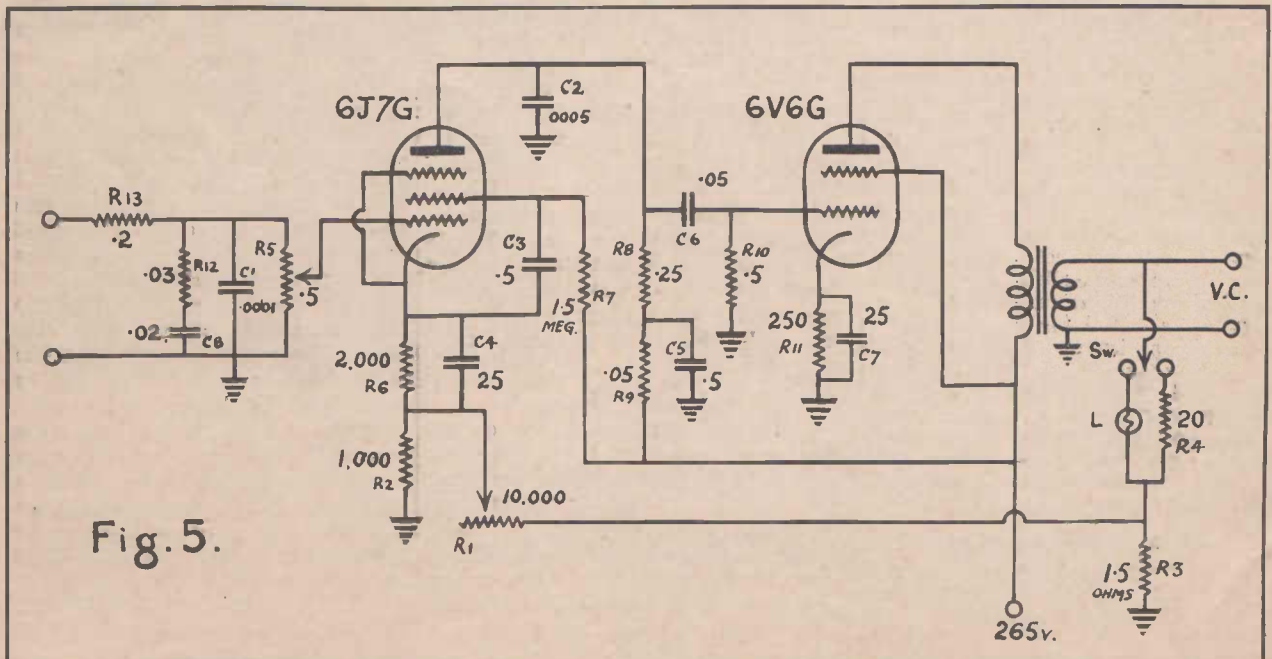 6J7G
6V6G
C2
.0005
R13
.2
.03
R12
C1
.0001
R5
.5
.02
C8
C3
.5
1.5
MEG.
R7
R8
.25
.05
C6
R10
.5
2,000
R6
C4
25
.05
R9
C5
.5
250
R11
25
C7
1,000
R2
10,000
R1
V.C.
Sw.
L
20
R4
1.5
OHMS
R3
265v.
Fig. 5.